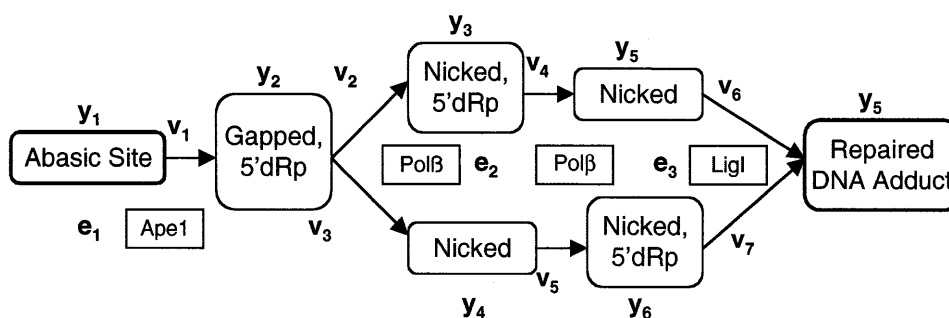 y3
y2
v2
v4
y5
y1
v1
Nicked,
5'dRp
Nicked
v6
y5
Abasic Site
Gapped,
5'dRp
Polß
e2
Polβ
e3
LigI
Repaired
DNA Adduct
e1
Ape1
v3
Nicked
v5
Nicked,
5'dRp
v7
y4
y6